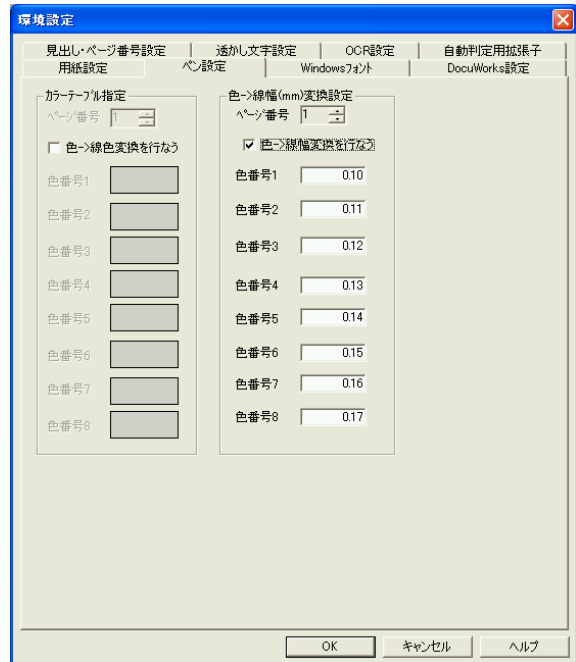 環境設定
見出し・ページ番号設定 透かし文字設定 OCR設定 自動判定用拡張子
用紙設定 ペン設定 Windowsフォント DocuWorks設定
カラーテーブル指定
ページ番号 1
色->線色変換を行なう
色番号1
色番号2
色番号3
色番号4
色番号5
色番号6
色番号7
色番号8
色->線幅(mm)変換設定
ページ番号 1
色->線幅変換を行なう
色番号1 0.10
色番号2 0.11
色番号3 0.12
色番号4 0.13
色番号5 0.14
色番号6 0.15
色番号7 0.16
色番号8 0.17
OK キャンセル ヘルプ